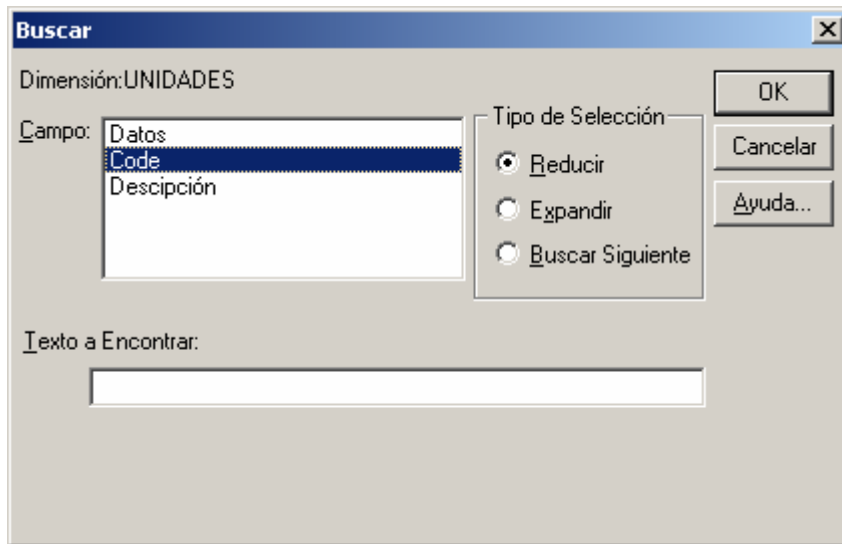 Buscar
Dimensión:UNIDADES
Campo:
Datos
Code
Descipción
Tipo de Selección
Reducir
Expandir
Buscar Siguiente
OK
Cancelar
Ayuda...
Texto a Encontrar: